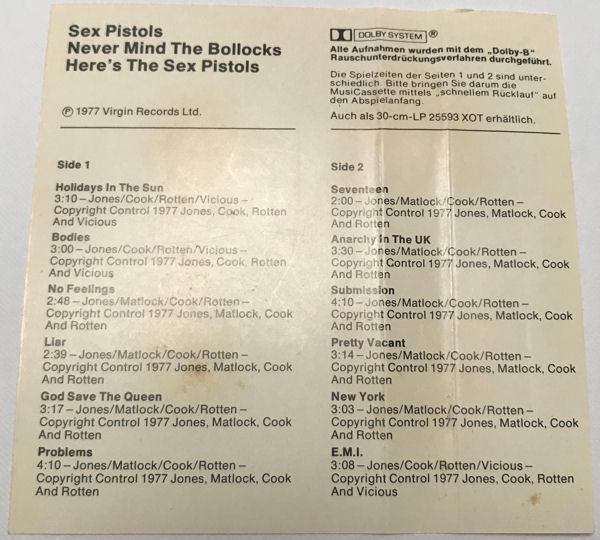 Sex Pistols
Never Mind The Bollocks
Here's The Sex Pistols
℗ 1977 Virgin Records Ltd.
Side 1
Holidays In The Sun
3:10 – Jones/Cook/Rotten/Vicious –
Copyright Control 1977 Jones, Cook, Rotten
And Vicious
Bodies
3:00 – Jones/Cook/Rotten/Vicious –
Copyright Control 1977 Jones, Cook, Rotten
And Vicious
No Feelings
2:48 – Jones/Matlock/Cook/Rotten –
Copyright Control 1977 Jones, Matlock, Cook
And Rotten
Liar
2:39 – Jones/Matlock/Cook/Rotten –
Copyright Control 1977 Jones, Matlock, Cook
And Rotten
God Save The Queen
3:17 – Jones/Matlock/Cook/Rotten –
Copyright Control 1977 Jones, Matlock, Cook
And Rotten
Problems
4:10 – Jones/Matlock/Cook/Rotten –
Copyright Control 1977 Jones, Matlock, Cook
And Rotten
DOLBY SYSTEM ®
Alle Aufnahmen wurden mit dem „Dolby-B"
Rauschunterdrückungsverfahren durchgeführt.
Die Spielzeiten der Seiten 1 und 2 sind unter-
schiedlich. Bitte bringen Sie darum die
MusiCassette mittels „schnellem Rücklauf" auf
den Abspielanfang.
Auch als 30-cm-LP 25593 XOT erhältlich.
Side 2
Seventeen
2:00 – Jones/Matlock/Cook/Rotten –
Copyright Control 1977 Jones, Matlock, Cook
And Rotten
Anarchy In The UK
3:30 – Jones/Matlock/Cook/Rotten –
Copyright Control 1977 Jones, Matlock, Cook
And Rotten
Submission
4:10 – Jones/Matlock/Cook/Rotten –
Copyright Control 1977 Jones, Matlock, Cook
And Rotten
Pretty Vacant
3:14 – Jones/Matlock/Cook/Rotten –
Copyright Control 1977 Jones, Matlock, Cook
And Rotten
New York
3:03 – Jones/Matlock/Cook/Rotten –
Copyright Control 1977 Jones, Matlock, Cook
And Rotten
E.M.I.
3:08 – Jones/Cook/Rotten/Vicious –
Copyright Control 1977 Jones, Cook, Rotten
And Vicious